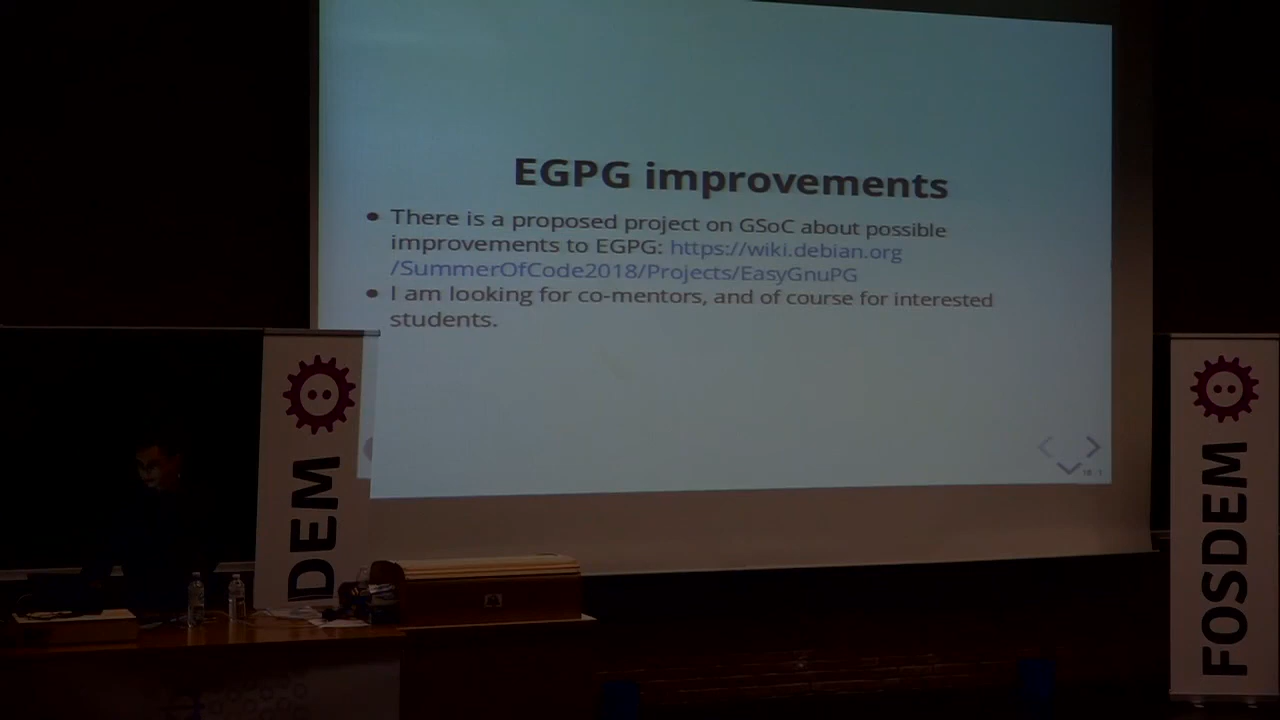 EGPG improvements
There is a proposed project on GSoC about possible
improvements to EGPG: https://wiki.debian.org
/SummerOfCode2018/Projects/EasyGnuPG
I am looking for co-mentors, and of course for interested
students.
DEM
FOSDEM